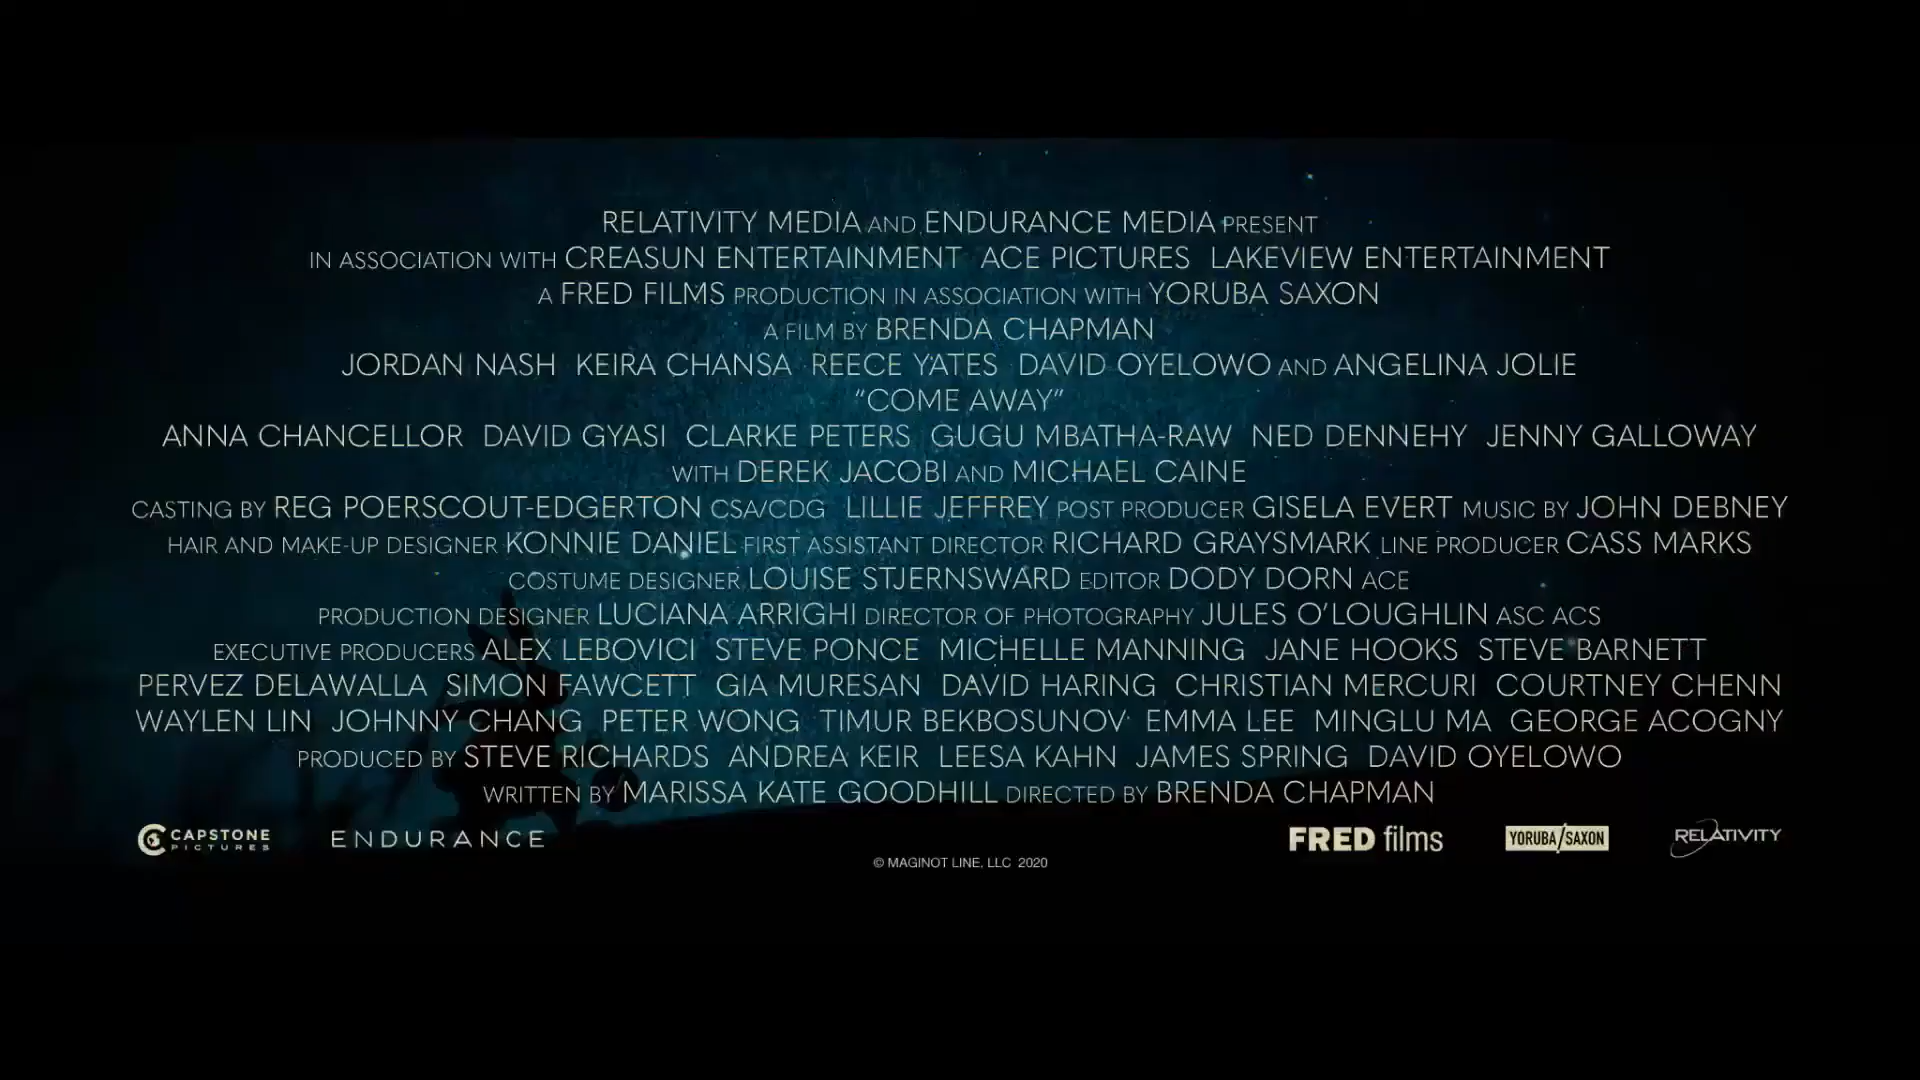 RELATIVITY MEDIA AND ENDURANCE MEDIA PRESENT
IN ASSOCIATION WITH CREASUN ENTERTAINMENT ACE PICTURES LAKEVIEW ENTERTAINMENT
A FRED FILMS PRODUCTION IN ASSOCIATION WITH YORUBA SAXON
A FILM BY BRENDA CHAPMAN
JORDAN NASH KEIRA CHANSA REECE YATES DAVID OYELOWO AND ANGELINA JOLIE
“COME AWAY”
ANNA CHANCELLOR DAVID GYASI CLARKE PETERS GUGU MBATHA-RAW NED DENNEHY JENNY GALLOWAY
WITH DEREK JACOBI AND MICHAEL CAINE
CASTING BY REG POERSCOUT-EDGERTON CSA/CDG LILLIE JEFFREY POST PRODUCER GISELA EVERT MUSIC BY JOHN DEBNEY
HAIR AND MAKE-UP DESIGNER KONNIE DANIEL FIRST ASSISTANT DIRECTOR RICHARD GRAYSMARK LINE PRODUCER CASS MARKS
COSTUME DESIGNER LOUISE STJERNSWARD EDITOR DODY DORN ACE
PRODUCTION DESIGNER LUCIANA ARRIGHI DIRECTOR OF PHOTOGRAPHY JULES O’LOUGHLIN ASC ACS
EXECUTIVE PRODUCERS ALEX LEBOVICI STEVE PONCE MICHELLE MANNING JANE HOOKS STEVE BARNETT
PERVEZ DELAWALLA SIMON FAWCETT GIA MURESAN DAVID HARING CHRISTIAN MERCURI COURTNEY CHENN
WAYLEN LIN JOHNNY CHANG PETER WONG TIMUR BEKBOSUNOV EMMA LEE MINGLU MA GEORGE ACOGNY
PRODUCED BY STEVE RICHARDS ANDREA KEIR LEESA KAHN JAMES SPRING DAVID OYELOWO
WRITTEN BY MARISSA KATE GOODHILL DIRECTED BY BRENDA CHAPMAN
CAPSTONE PICTURES
ENDURANCE
FRED films
YORUBA/SAXON
RELATIVITY
© MAGINOT LINE, LLC 2020